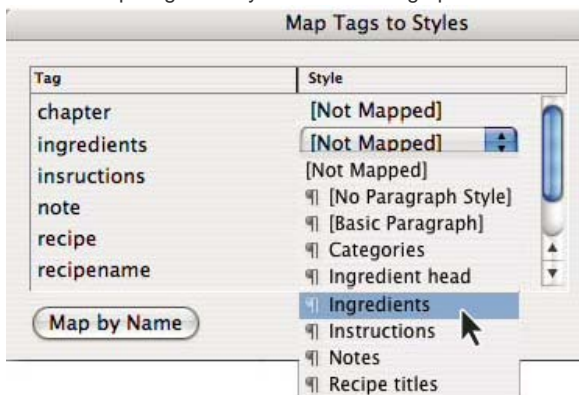 Map Tags to Styles
Tag Style
chapter [Not Mapped]
ingredients [Not Mapped]
insructions [Not Mapped]
note ¶ [No Paragraph Style]
¶ [Basic Paragraph]
recipe ¶ Categories
recipename ¶ Ingredient head
¶ Ingredients
Map by Name ¶ Instructions
¶ Notes
¶ Recipe titles